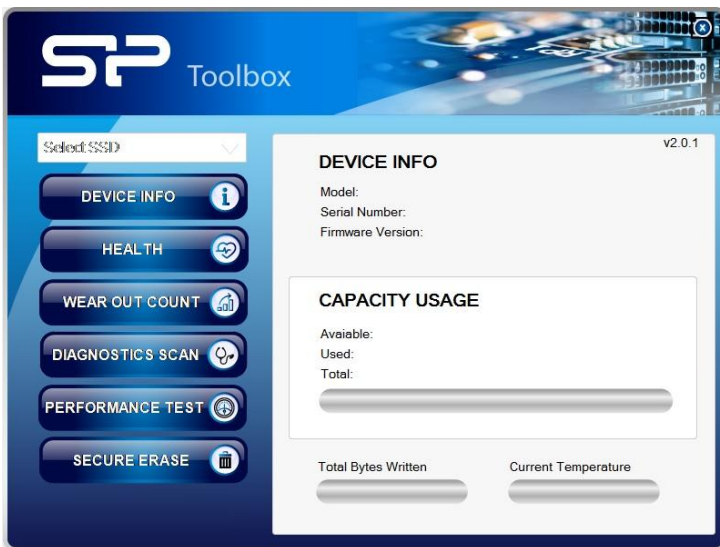 SP Toolbox
Select SSD
DEVICE INFO
HEALTH
WEAR OUT COUNT
DIAGNOSTICS SCAN
PERFORMANCE TEST
SECURE ERASE
v2.0.1
DEVICE INFO
Model:
Serial Number:
Firmware Version:
CAPACITY USAGE
Avaiable:
Used:
Total:
Total Bytes Written
Current Temperature